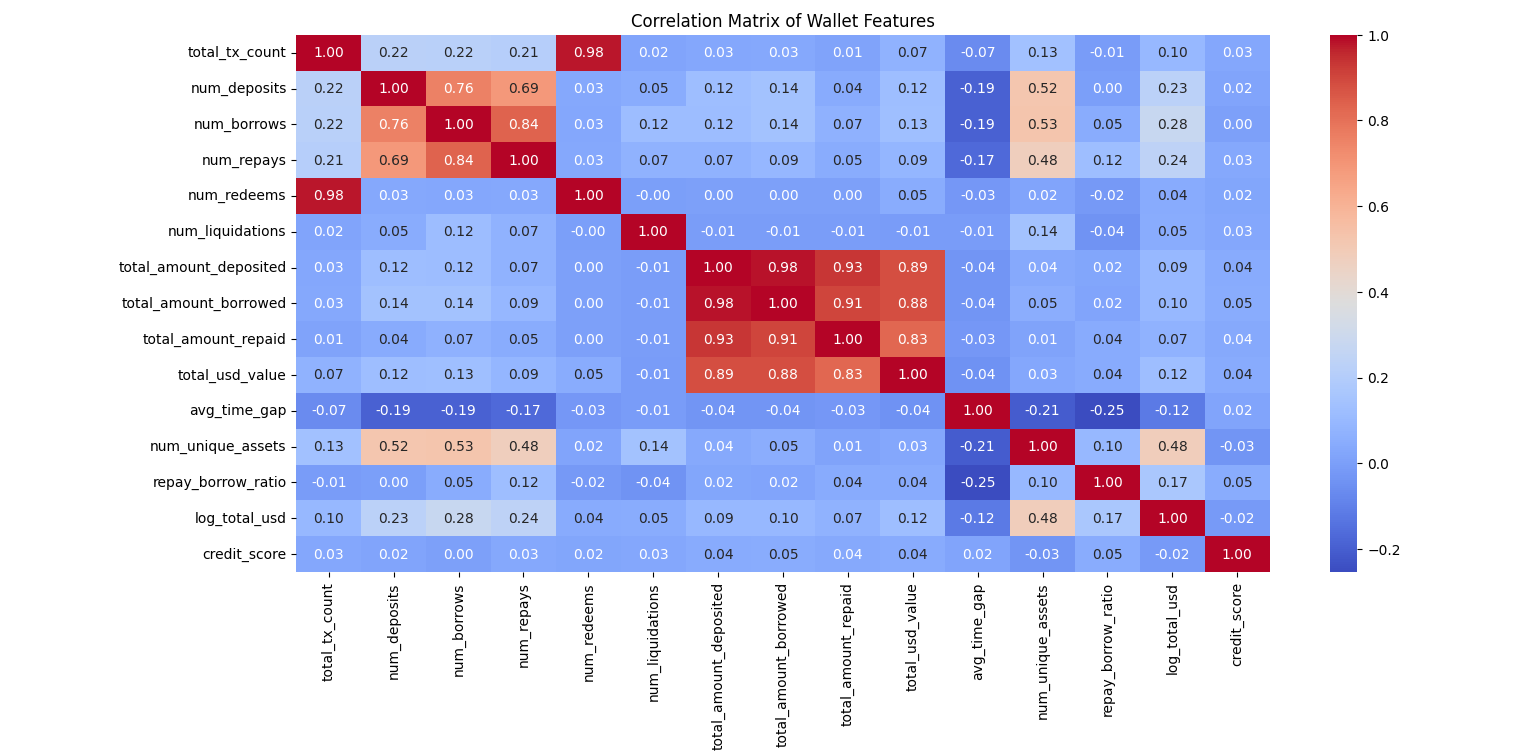 Correlation Matrix of Wallet Features
total_tx_count 1.00 0.22 0.22 0.21 0.98 0.02 0.03 0.03 0.01 0.07 -0.07 0.13 -0.01 0.10 0.03
num_deposits 0.22 1.00 0.76 0.69 0.03 0.05 0.12 0.14 0.04 0.12 -0.19 0.52 0.00 0.23 0.02
num_borrows 0.22 0.76 1.00 0.84 0.03 0.12 0.12 0.14 0.07 0.13 -0.19 0.53 0.05 0.28 0.00
num_repays 0.21 0.69 0.84 1.00 0.03 0.07 0.07 0.09 0.05 0.09 -0.17 0.48 0.12 0.24 0.03
num_redeems 0.98 0.03 0.03 0.03 1.00 -0.00 0.00 0.00 0.00 0.05 -0.03 0.02 -0.02 0.04 0.02
num_liquidations 0.02 0.05 0.12 0.07 -0.00 1.00 -0.01 -0.01 -0.01 -0.01 -0.01 0.14 -0.04 0.05 0.03
total_amount_deposited 0.03 0.12 0.12 0.07 0.00 -0.01 1.00 0.98 0.93 0.89 -0.04 0.04 0.02 0.09 0.04
total_amount_borrowed 0.03 0.14 0.14 0.09 0.00 -0.01 0.98 1.00 0.91 0.88 -0.04 0.05 0.02 0.10 0.05
total_amount_repaid 0.01 0.04 0.07 0.05 0.00 -0.01 0.93 0.91 1.00 0.83 -0.03 0.01 0.04 0.07 0.04
total_usd_value 0.07 0.12 0.13 0.09 0.05 -0.01 0.89 0.88 0.83 1.00 -0.04 0.03 0.04 0.12 0.04
avg_time_gap -0.07 -0.19 -0.19 -0.17 -0.03 -0.01 -0.04 -0.04 -0.03 -0.04 1.00 -0.21 -0.25 -0.12 0.02
num_unique_assets 0.13 0.52 0.53 0.48 0.02 0.14 0.04 0.05 0.01 0.03 -0.21 1.00 0.10 0.48 -0.03
repay_borrow_ratio -0.01 0.00 0.05 0.12 -0.02 -0.04 0.02 0.02 0.04 0.04 -0.25 0.10 1.00 0.17 0.05
log_total_usd 0.10 0.23 0.28 0.24 0.04 0.05 0.09 0.10 0.07 0.12 -0.12 0.48 0.17 1.00 -0.02
credit_score 0.03 0.02 0.00 0.03 0.02 0.03 0.04 0.05 0.04 0.04 0.02 -0.03 0.05 -0.02 1.00
total_tx_count
num_deposits
num_borrows
num_repays
num_redeems
num_liquidations
total_amount_deposited
total_amount_borrowed
total_amount_repaid
total_usd_value
avg_time_gap
num_unique_assets
repay_borrow_ratio
log_total_usd
credit_score
1.0
0.8
0.6
0.4
0.2
0.0
−0.2